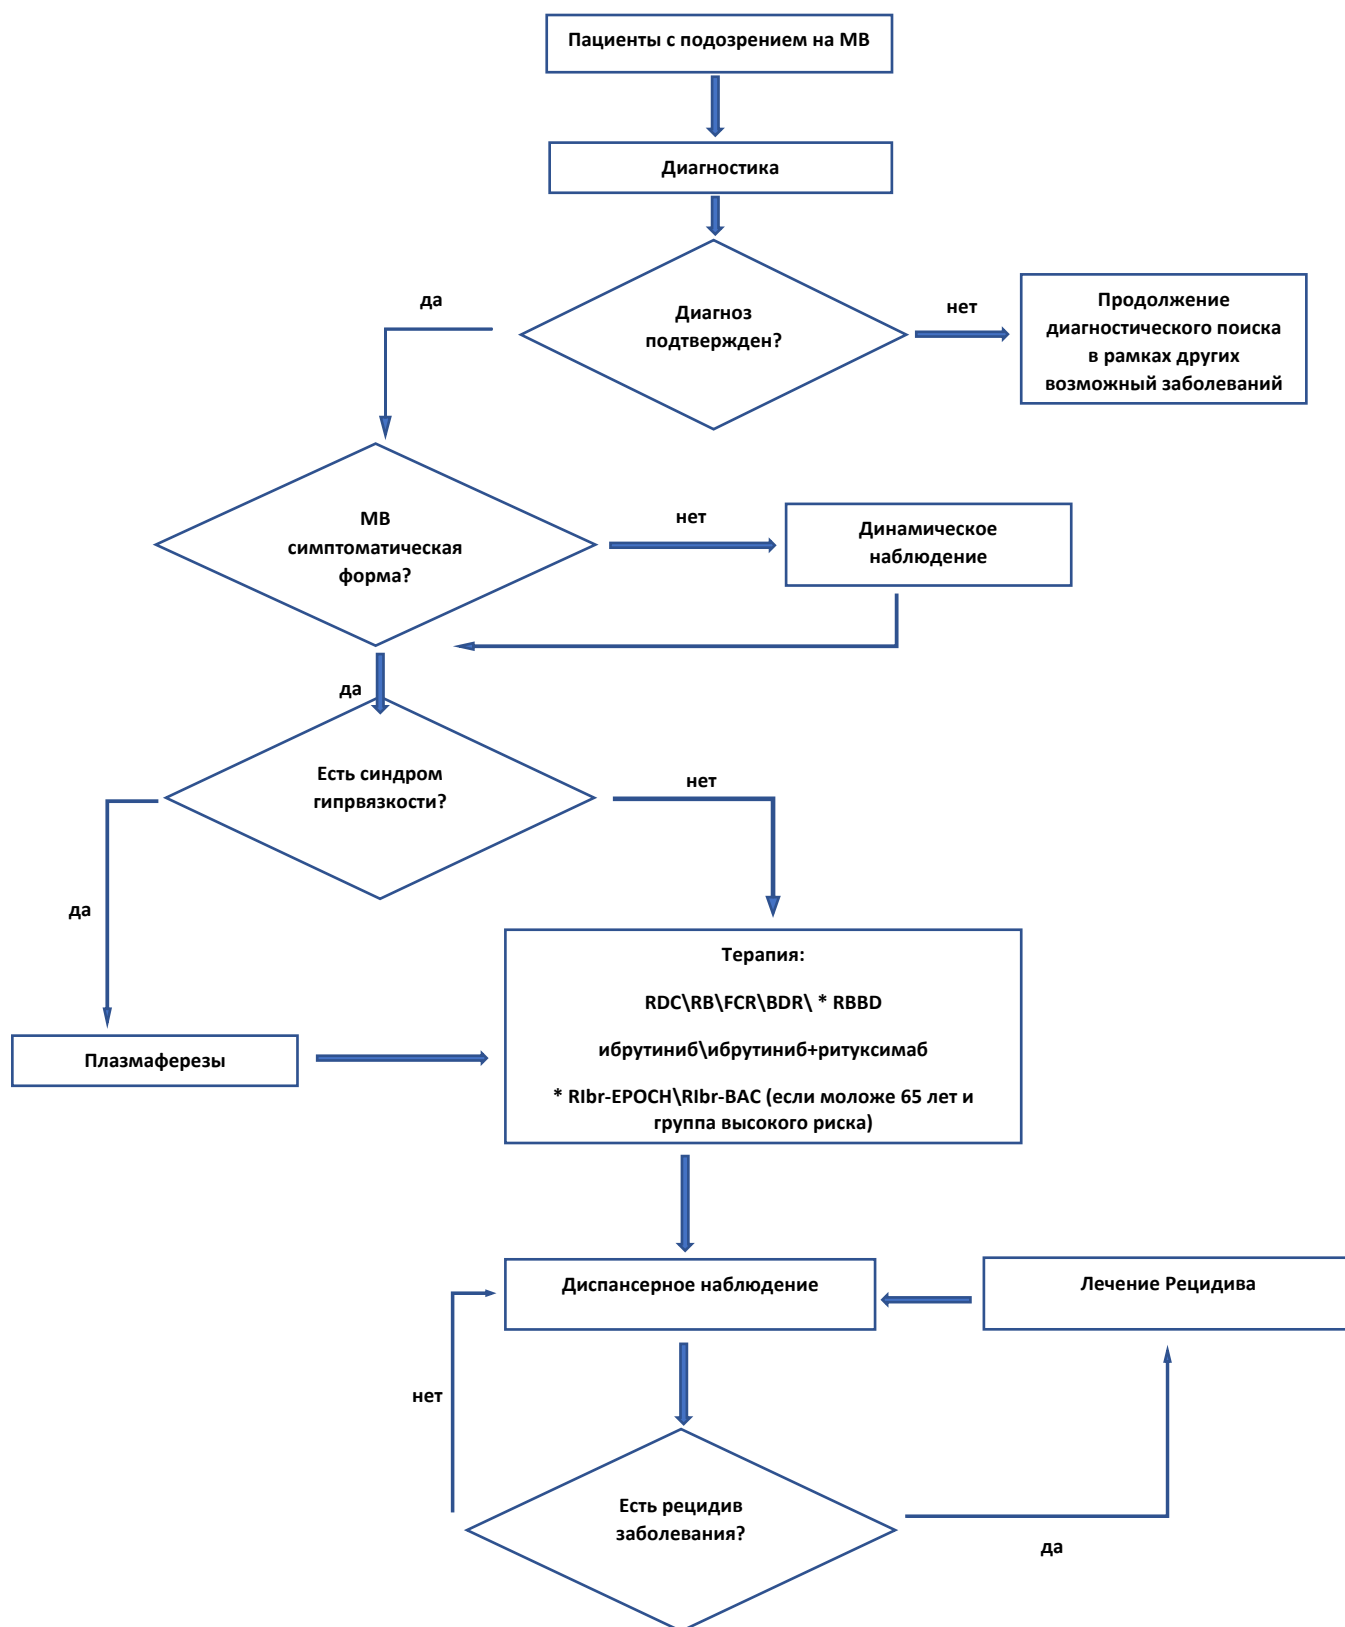 Пациенты с подозрением на МВ
Диагностика
да
Диагноз
подтвержден?
нет
Продолжение
диагностического поиска
в рамках других
возможный заболеваний
МВ
симптоматическая
форма?
нет
Динамическое
наблюдение
да
Есть синдром
гипрвязкости?
нет
да
Терапия:
RDC\RB\FCR\BDR\ * RBBD
ибрутиниб\ибрутиниб+ритуксимаб
* RIbr-EPOCH\RIbr-BAC (если моложе 65 лет и
группа высокого риска)
Плазмаферезы
Диспансерное наблюдение
Лечение Рецидива
нет
Есть рецидив
заболевания?
да